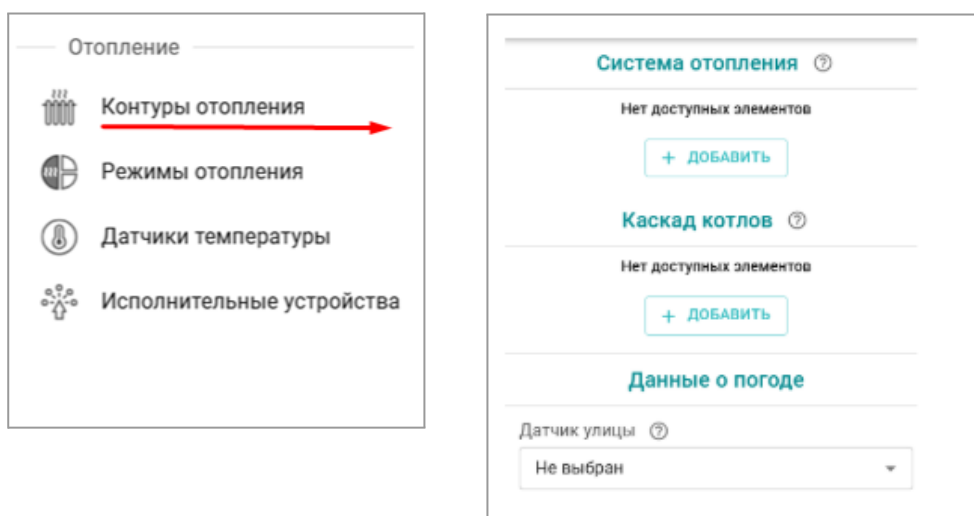 Отопление
Контуры отопления
Режимы отопления
Датчики температуры
Исполнительные устройства
Система отопления ?
Нет доступных элементов
+ ДОБАВИТЬ
Каскад котлов ?
Нет доступных элементов
+ ДОБАВИТЬ
Данные о погоде
Датчик улицы ?
Не выбран